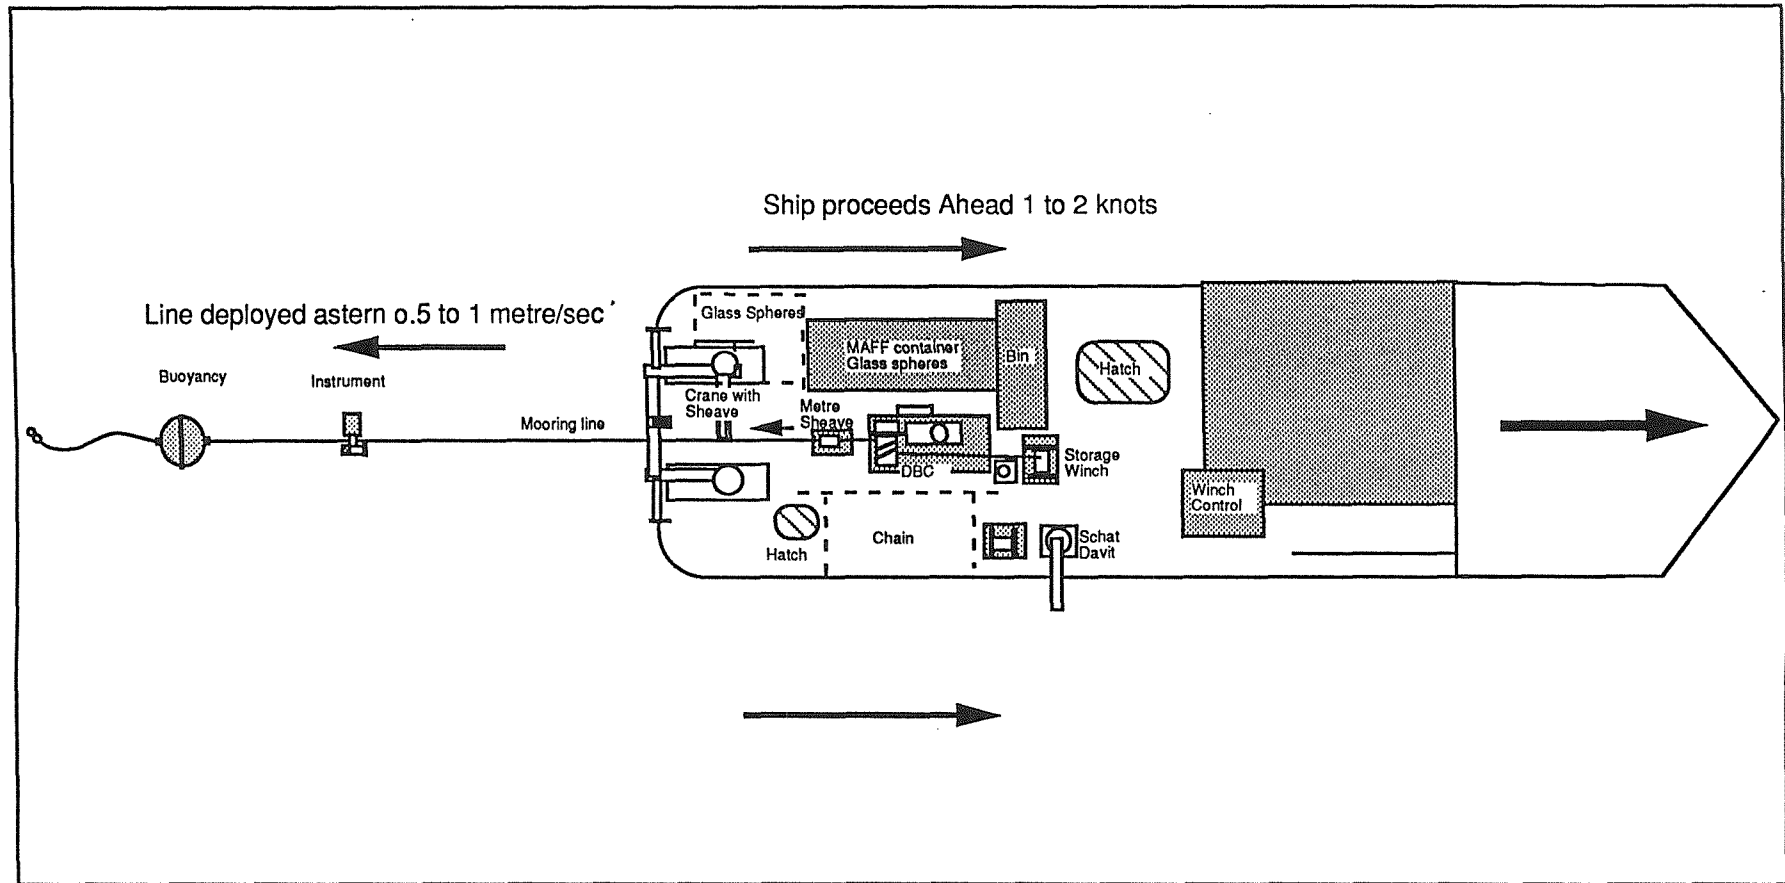 Ship proceeds Ahead 1 to 2 knots
Line deployed astern o.5 to 1 metre/sec
Buoyancy
Instrument
Mooring line
Glass Spheres
MAFF container
Glass spheres
Bin
Hatch
Crane with
Sheave
Metre
Sheave
DBC
Storage
Winch
Winch
Control
Hatch
Chain
Schat
Davit